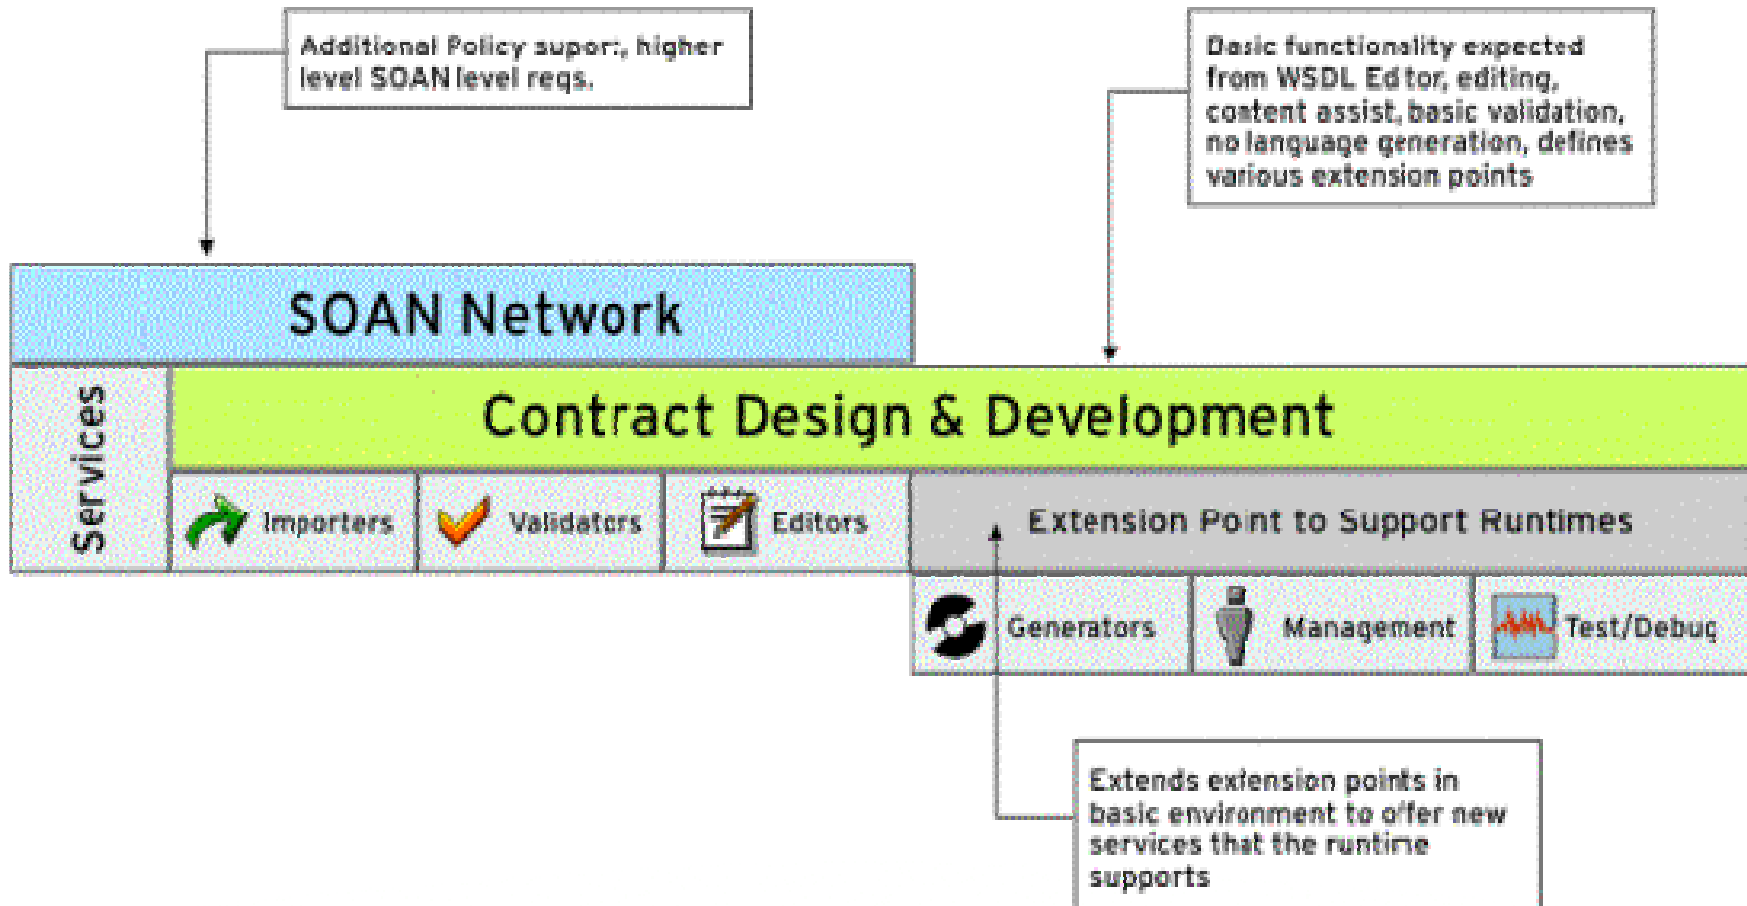 Additional Policy suport, higher
level SOAN level reqs.
Basic functionality expected
from WSDL Editor, editing,
content assist, basic validation,
no language generation, defines
various extension points
SOAN Network
Services
Contract Design & Development
Importers
Validators
Editors
Extension Point to Support Runtimes
Generators
Management
Test/Debug
Extends extension points in
basic environment to offer new
services that the runtime
supports